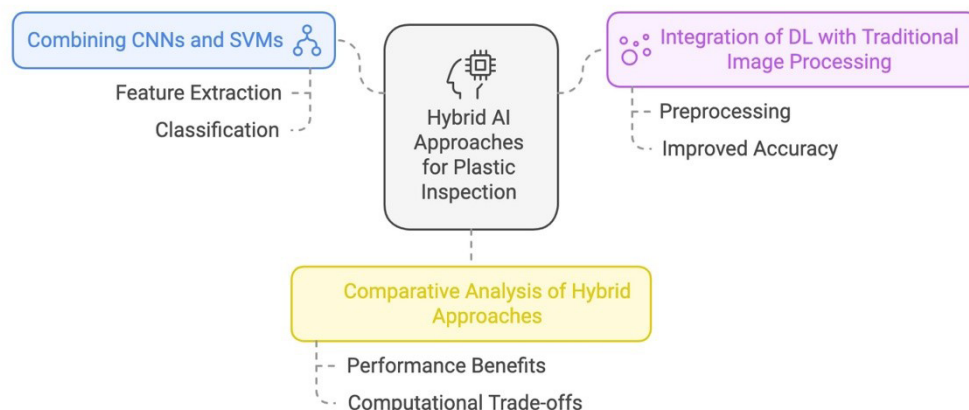 Combining CNNs and SVMs
Feature Extraction
Classification
Hybrid AI
Approaches
for Plastic
Inspection
Integration of DL with Traditional
Image Processing
Preprocessing
Improved Accuracy
Comparative Analysis of Hybrid
Approaches
Performance Benefits
Computational Trade-offs